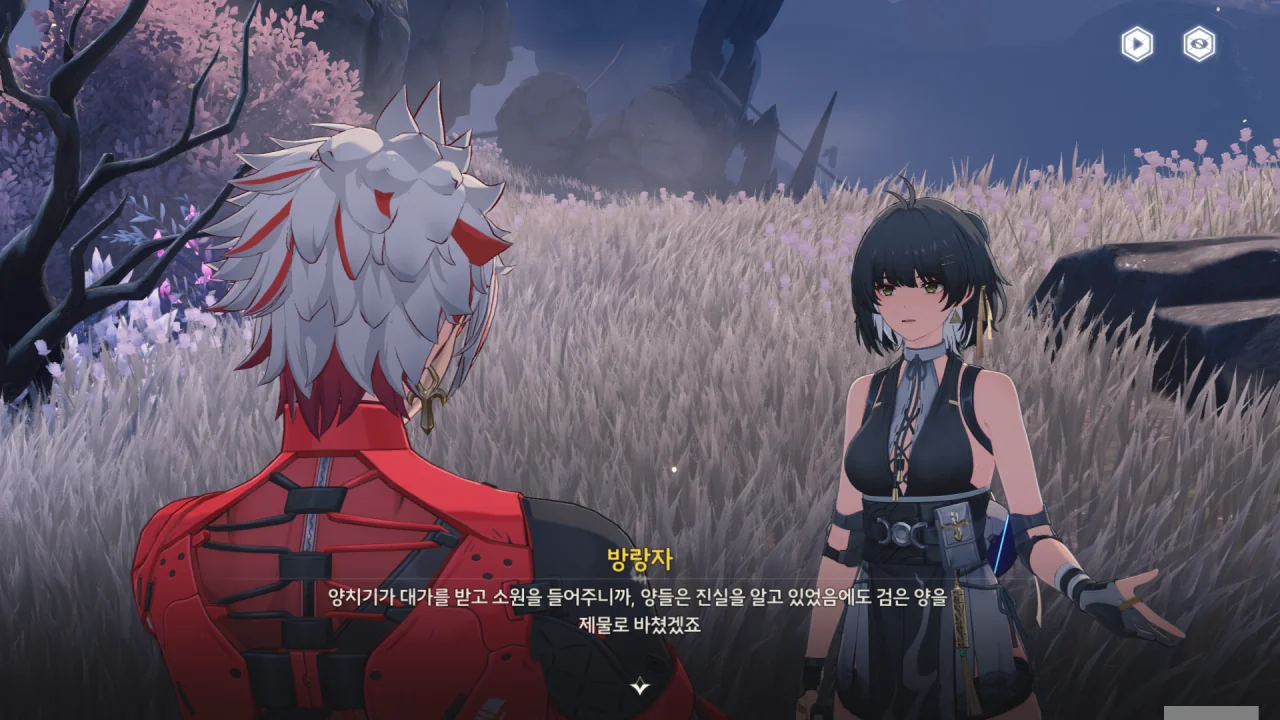 방랑자
양치기가 대가를 받고 소원을 들어주니까, 양들은 진실을 알고 있었음에도 검은 양을
제물로 바쳤겠죠